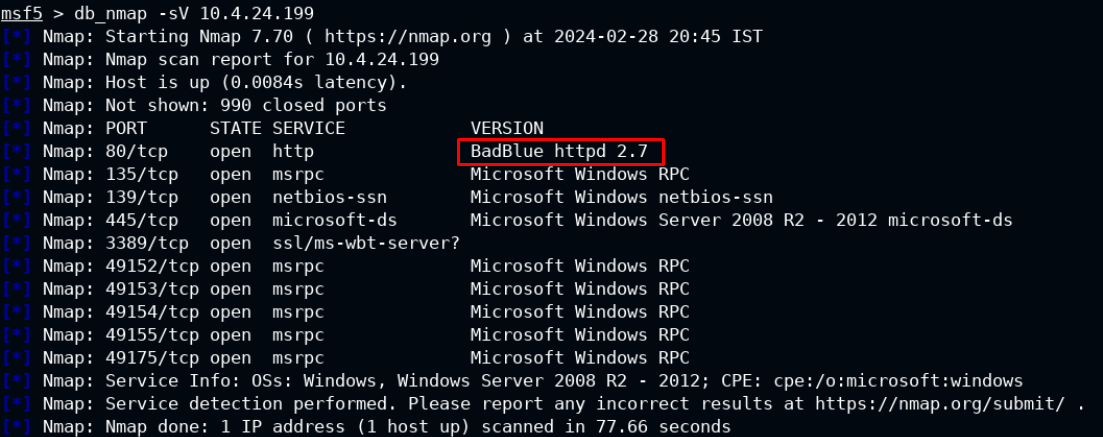 msf5 > db_nmap -sV 10.4.24.199
[*] Nmap: Starting Nmap 7.70 ( https://nmap.org ) at 2024-02-28 20:45 IST
[*] Nmap: Nmap scan report for 10.4.24.199
[*] Nmap: Host is up (0.0084s latency).
[*] Nmap: Not shown: 990 closed ports
[*] Nmap: PORT      STATE SERVICE            VERSION
[*] Nmap: 80/tcp    open  http               BadBlue httpd 2.7
[*] Nmap: 135/tcp   open  msrpc              Microsoft Windows RPC
[*] Nmap: 139/tcp   open  netbios-ssn        Microsoft Windows netbios-ssn
[*] Nmap: 445/tcp   open  microsoft-ds       Microsoft Windows Server 2008 R2 - 2012 microsoft-ds
[*] Nmap: 3389/tcp  open  ssl/ms-wbt-server?
[*] Nmap: 49152/tcp open  msrpc              Microsoft Windows RPC
[*] Nmap: 49153/tcp open  msrpc              Microsoft Windows RPC
[*] Nmap: 49154/tcp open  msrpc              Microsoft Windows RPC
[*] Nmap: 49155/tcp open  msrpc              Microsoft Windows RPC
[*] Nmap: 49175/tcp open  msrpc              Microsoft Windows RPC
[*] Nmap: Service Info: OSs: Windows, Windows Server 2008 R2 - 2012; CPE: cpe:/o:microsoft:windows
[*] Nmap: Service detection performed. Please report any incorrect results at https://nmap.org/submit/ .
[*] Nmap: Nmap done: 1 IP address (1 host up) scanned in 77.66 seconds